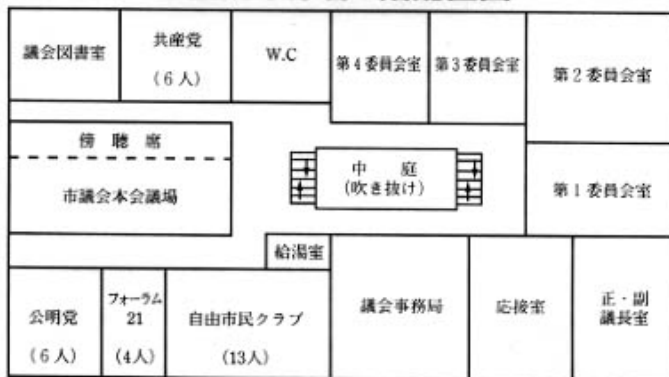 議会図書室
共産党
(6人)
W.C
第4委員会室
第3委員会室
第2委員会室
傍聴席
市議会本会議場
中庭
(吹き抜け)
第1委員会室
給湯室
公明党
(6人)
フォーラム
21
(4人)
自由市民クラブ
(13人)
議会事務局
応接室
正・副
議長室